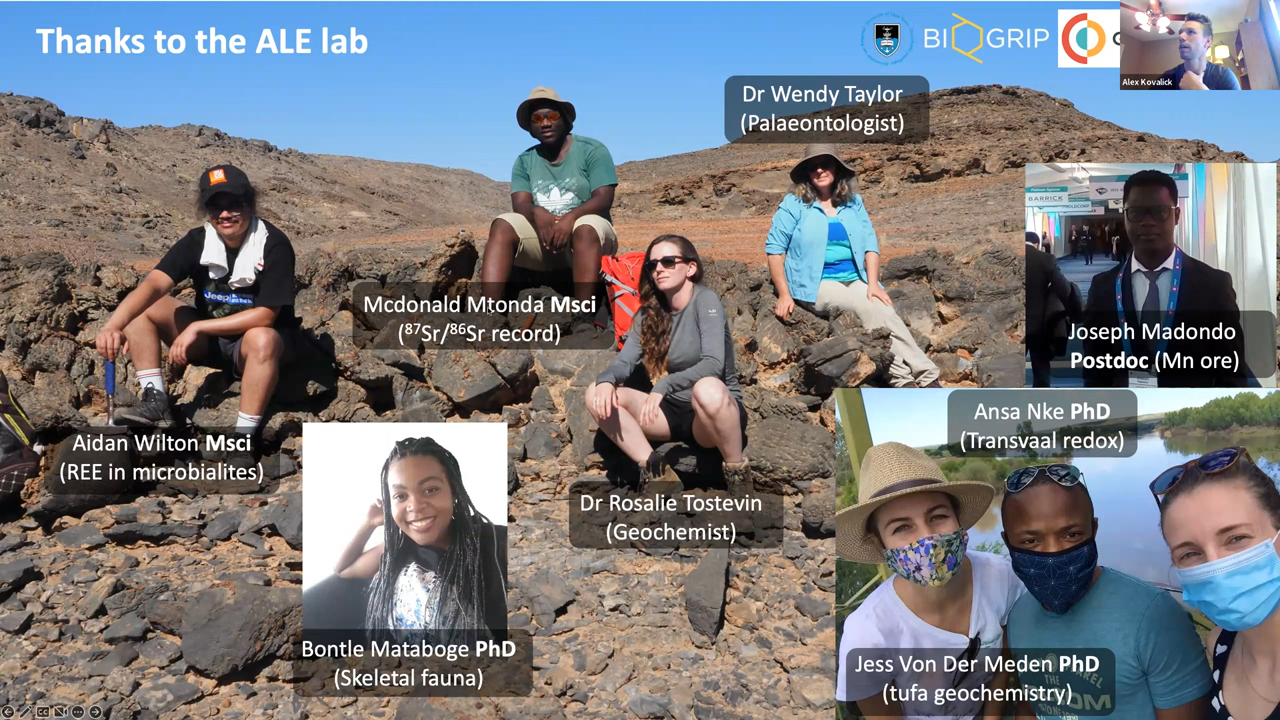 Thanks to the ALE lab
BIOGRIP
Alex Kovalick
Dr Wendy Taylor
(Palaeontologist)
BARRICK
Mcdonald Mtonda Msci
(⁸⁷Sr/⁸⁶Sr record)
Joseph Madondo
Postdoc (Mn ore)
Jeep
Aidan Wilton Msci
(REE in microbialites)
Ansa Nke PhD
(Transvaal redox)
Dr Rosalie Tostevin
(Geochemist)
Bontle Mataboge PhD
(Skeletal fauna)
Jess Von Der Meden PhD
(tufa geochemistry)